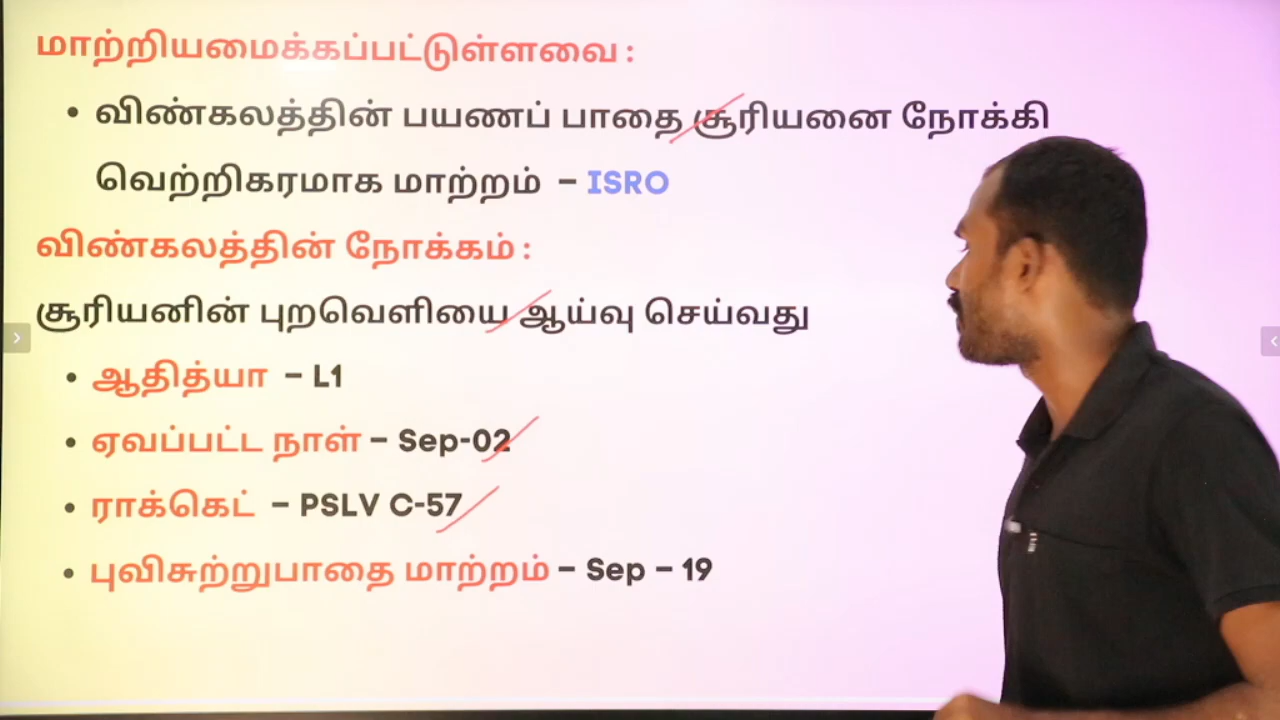 மாற்றியமைக்கப்பட்டுள்ளவை :
• விண்கலத்தின் பயணப் பாதை சூரியனை நோக்கி
வெற்றிகரமாக மாற்றம் – ISRO
விண்கலத்தின் நோக்கம் :
சூரியனின் புறவெளியை ஆய்வு செய்வது
• ஆதித்யா – L1
• ஏவப்பட்ட நாள் – Sep-02
• ராக்கெட் – PSLV C-57
• புவிசுற்றுபாதை மாற்றம் – Sep – 19